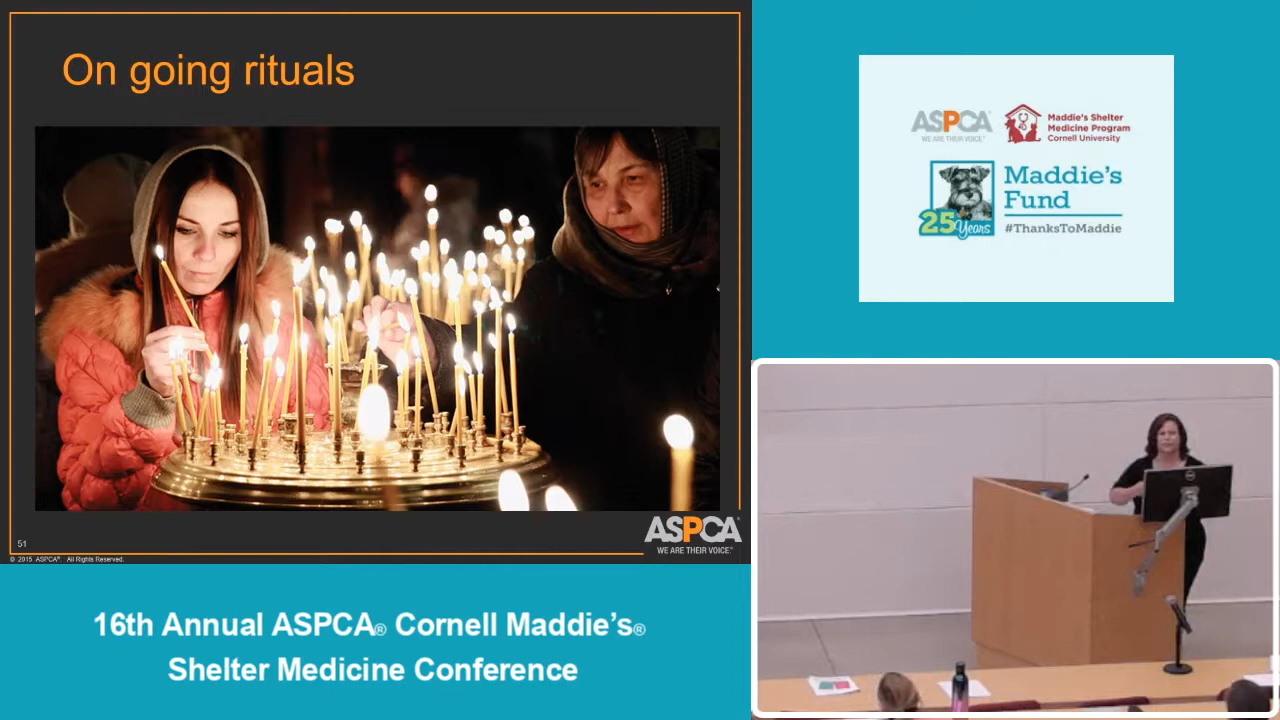 On going rituals
51
© 2015 ASPCA®. All Rights Reserved.
ASPCA®
WE ARE THEIR VOICE™
16th Annual ASPCA® Cornell Maddie's®
Shelter Medicine Conference
ASPCA®
WE ARE THEIR VOICE™
Maddie's Shelter
Medicine Program
Cornell University
25 Years
Maddie's
Fund
#ThanksToMaddie